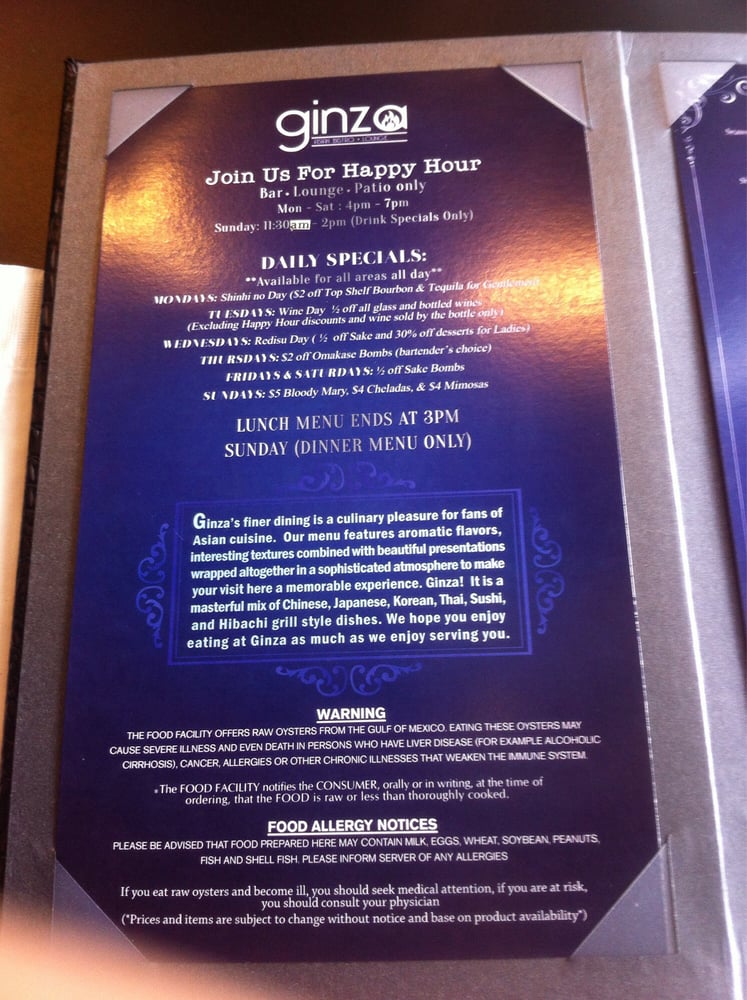 ginza
ASIAN BISTRO • LOUNGE
Join Us For Happy Hour
Bar • Lounge • Patio only
Mon - Sat : 4pm - 7pm
Sunday: 11:30am - 2pm (Drink Specials Only)
DAILY SPECIALS:
**Available for all areas all day**
MONDAYS: Shinhi no Day ($2 off Top Shelf Bourbon & Tequila for Gentlemen)
TUESDAYS: Wine Day ½ off all glass and bottled wines
(Excluding Happy Hour discounts and wine sold by the bottle only)
WEDNESDAYS: Redisu Day ( ½ off Sake and 30% off desserts for Ladies)
THURSDAYS: $2 off Omakase Bombs (bartender's choice)
FRIDAYS & SATURDAYS: ½ off Sake Bombs
SUNDAYS: $5 Bloody Mary, $4 Cheladas, & $4 Mimosas
LUNCH MENU ENDS AT 3PM
SUNDAY (DINNER MENU ONLY)
Ginza's finer dining is a culinary pleasure for fans of
Asian cuisine. Our menu features aromatic flavors,
interesting textures combined with beautiful presentations
wrapped altogether in a sophisticated atmosphere to make
your visit here a memorable experience. Ginza! It is a
masterful mix of Chinese, Japanese, Korean, Thai, Sushi,
and Hibachi grill style dishes. We hope you enjoy
eating at Ginza as much as we enjoy serving you.
WARNING
THE FOOD FACILITY OFFERS RAW OYSTERS FROM THE GULF OF MEXICO. EATING THESE OYSTERS MAY
CAUSE SEVERE ILLNESS AND EVEN DEATH IN PERSONS WHO HAVE LIVER DISEASE (FOR EXAMPLE ALCOHOLIC
CIRRHOSIS), CANCER, ALLERGIES OR OTHER CHRONIC ILLNESSES THAT WEAKEN THE IMMUNE SYSTEM.
*The FOOD FACILITY notifies the CONSUMER, orally or in writing, at the time of
ordering, that the FOOD is raw or less than thoroughly cooked.
FOOD ALLERGY NOTICES
PLEASE BE ADVISED THAT FOOD PREPARED HERE MAY CONTAIN MILK, EGGS, WHEAT, SOYBEAN, PEANUTS,
FISH AND SHELL FISH. PLEASE INFORM SERVER OF ANY ALLERGIES
If you eat raw oysters and become ill, you should seek medical attention, if you are at risk,
you should consult your physician
("Prices and items are subject to change without notice and base on product availability")